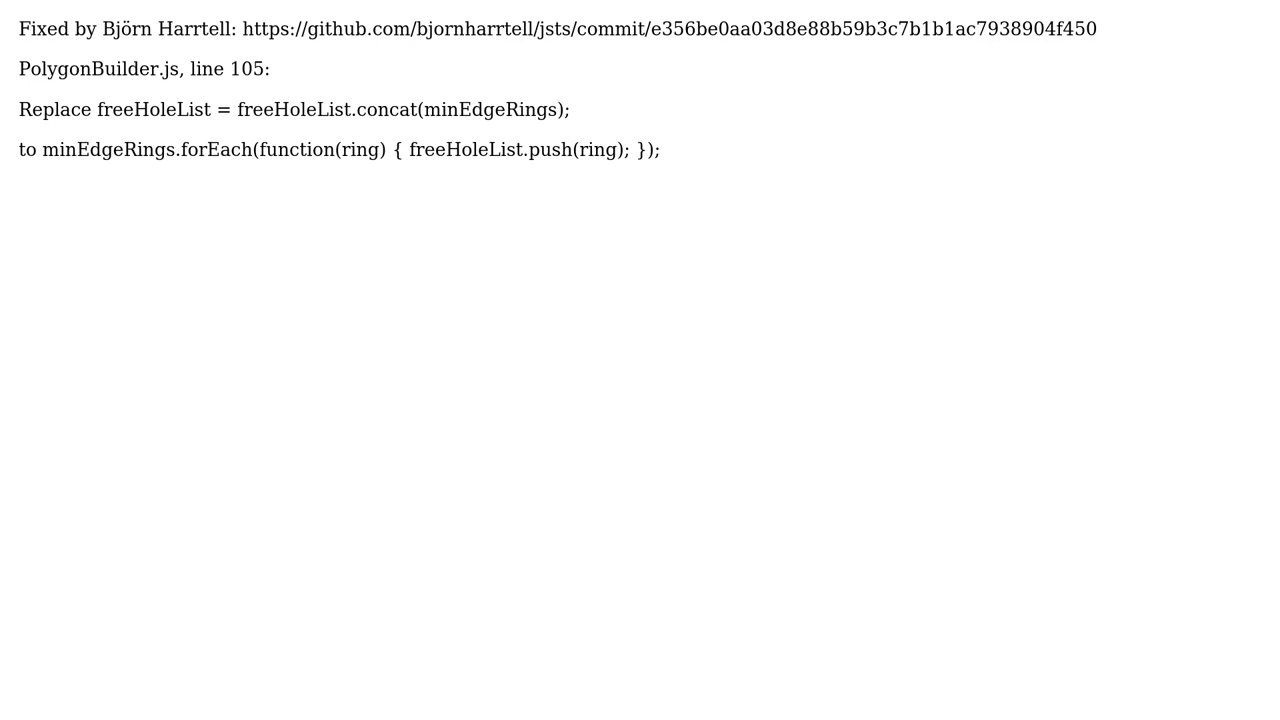 Fixed by Björn Harrtell: https://github.com/bjornharrtell/jsts/commit/e356be0aa03d8e88b59b3c7b1b1ac7938904f450
PolygonBuilder.js, line 105:
Replace freeHoleList = freeHoleList.concat(minEdgeRings);
to minEdgeRings.forEach(function(ring) { freeHoleList.push(ring); });